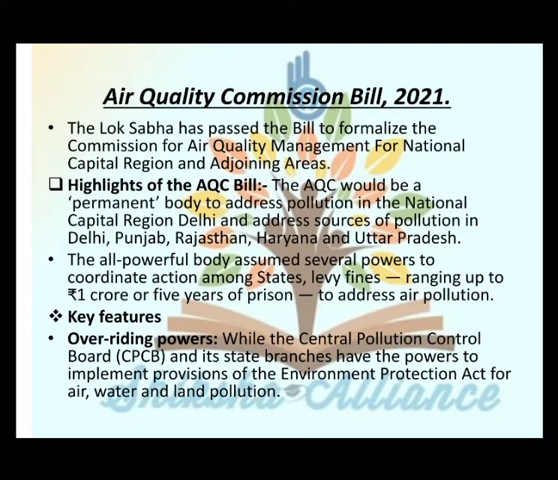 Air Quality Commission Bill, 2021.
• The Lok Sabha has passed the Bill to formalize the
Commission for Air Quality Management For National
Capital Region and Adjoining Areas.
❑ Highlights of the AQC Bill:- The AQC would be a
‘permanent’ body to address pollution in the National
Capital Region Delhi and address sources of pollution in
Delhi, Punjab, Rajasthan, Haryana and Uttar Pradesh.
• The all-powerful body assumed several powers to
coordinate action among States, levy fines — ranging up to
₹1 crore or five years of prison — to address air pollution.
❖ Key features
• Over-riding powers: While the Central Pollution Control
Board (CPCB) and its state branches have the powers to
implement provisions of the Environment Protection Act for
air, water and land pollution.
Shiksha Alliance